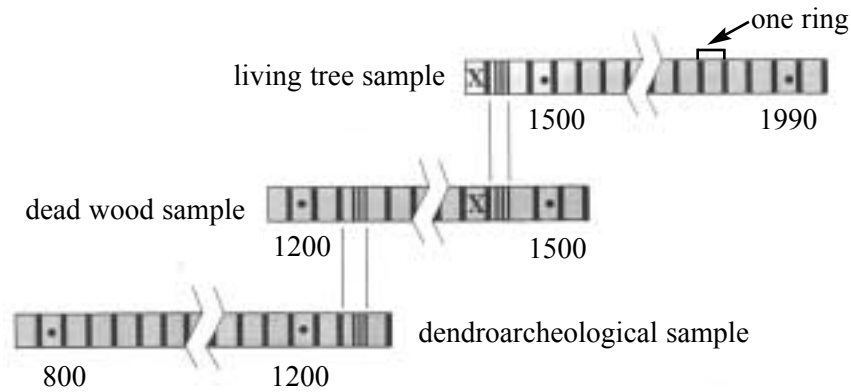 one ring
living tree sample
X
1500 1990
dead wood sample
X
1200 1500
dendroarcheological sample
800 1200